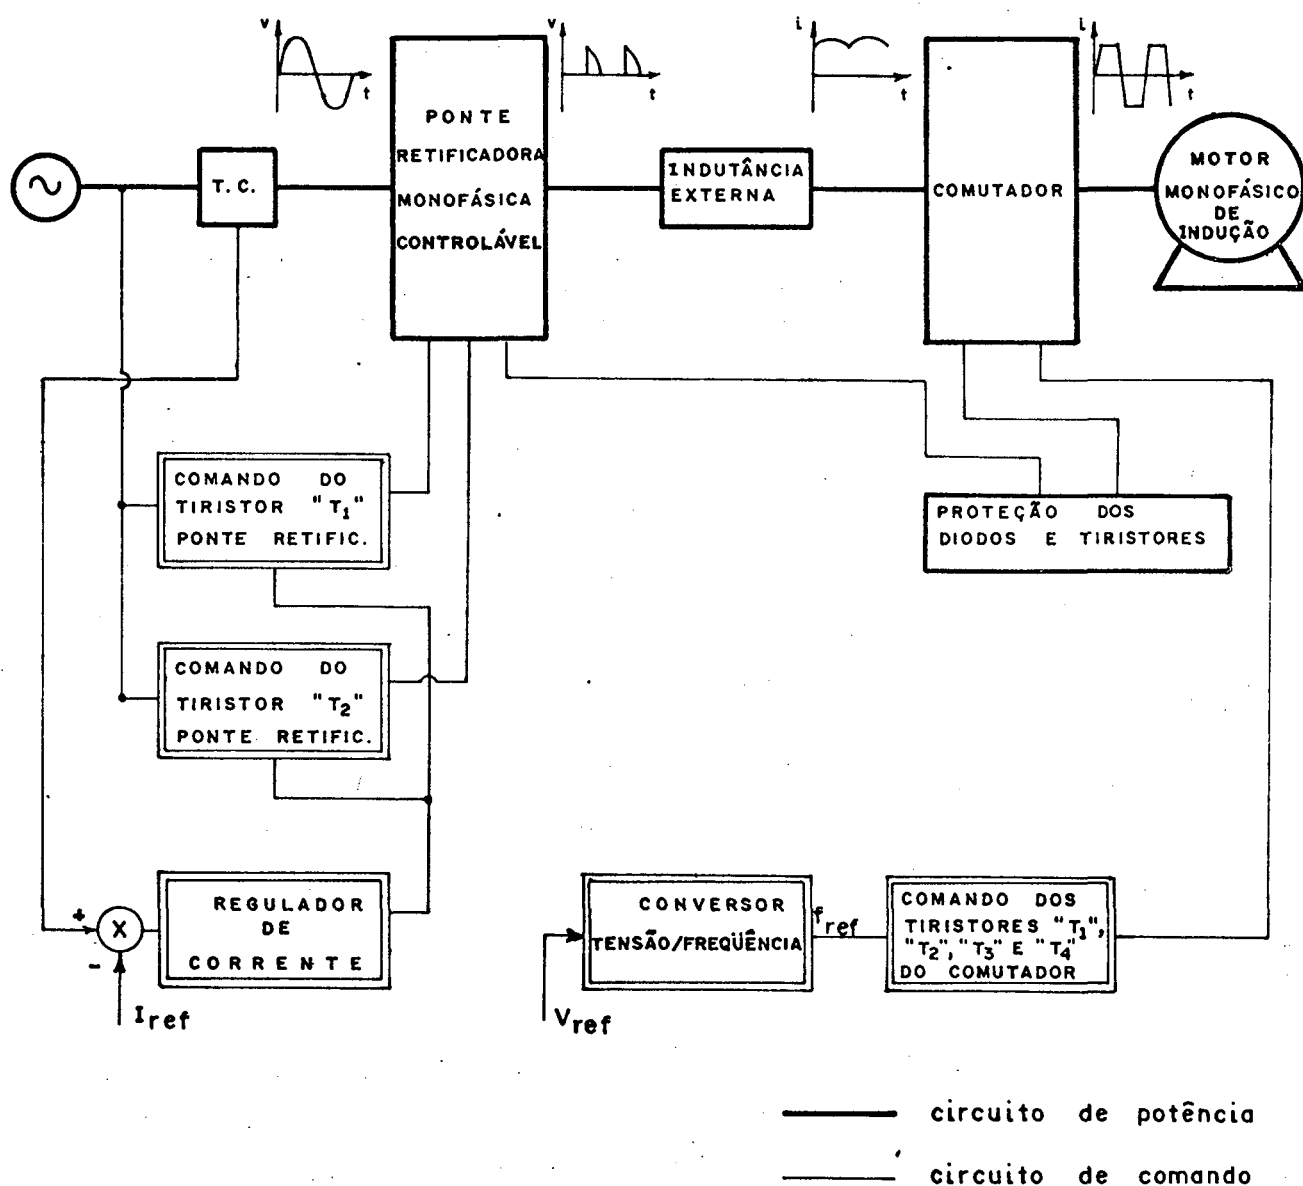 v
t
v
t
i
t
i
t
PONTE
RETIFICADORA
MONOFÁSICA
CONTROLÁVEL
T. C.
INDUTÂNCIA
EXTERNA
COMUTADOR
MOTOR
MONOFÁSICO
DE
INDUÇÃO
COMANDO DO
TIRISTOR "T1"
PONTE RETIFIC.
PROTEÇÃO DOS
DIODOS E TIRISTORES
COMANDO DO
TIRISTOR "T2"
PONTE RETIFIC.
REGULADOR
DE
CORRENTE
+
X
-
Iref
CONVERSOR
TENSÃO/FREQÜÊNCIA
fref
Vref
COMANDO DOS
TIRISTORES "T1",
"T2", "T3" E "T4"
DO COMUTADOR
circuito de potência
circuito de comando